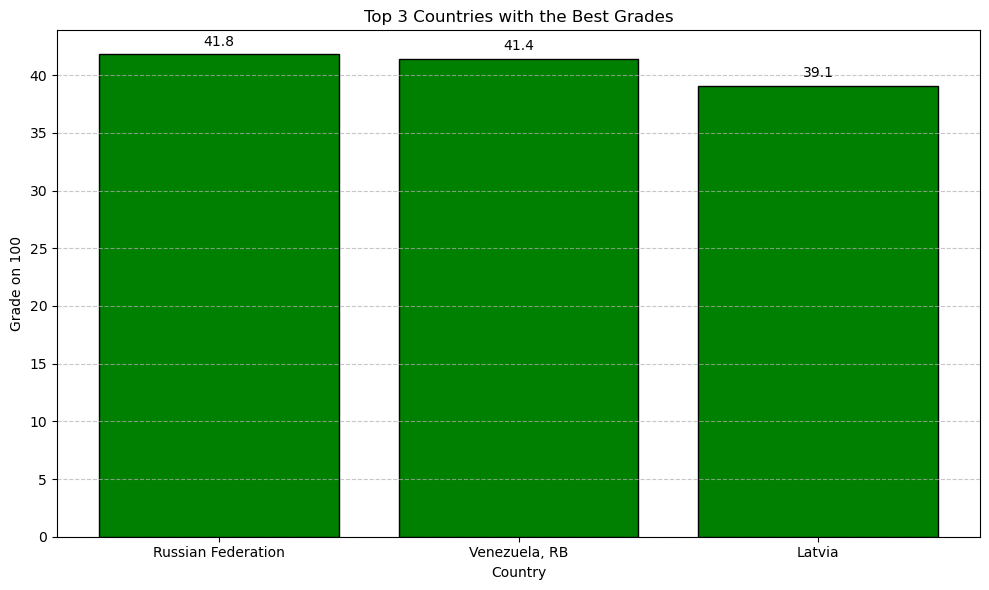 Top 3 Countries with the Best Grades
41.8
41.4
39.1
Grade on 100
40
35
30
25
20
15
10
5
0
Russian Federation
Venezuela, RB
Latvia
Country